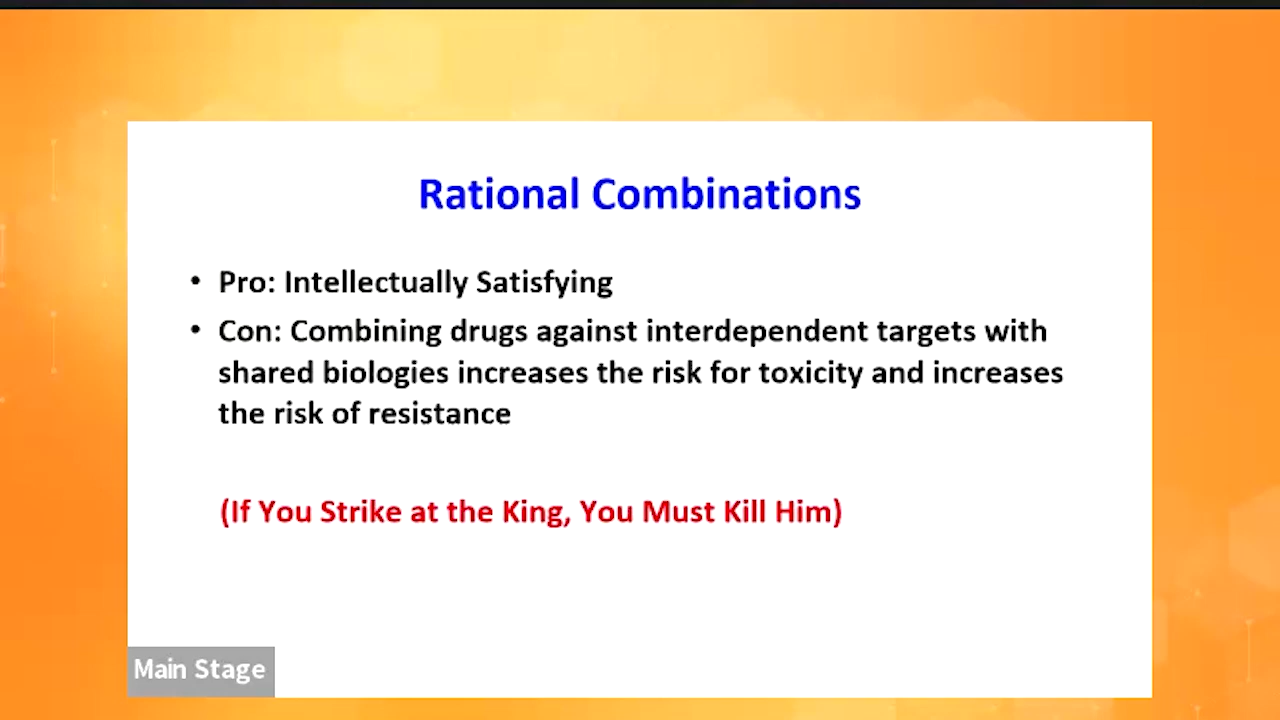 Rational Combinations
• Pro: Intellectually Satisfying
• Con: Combining drugs against interdependent targets with
shared biologies increases the risk for toxicity and increases
the risk of resistance
(If You Strike at the King, You Must Kill Him)
Main Stage